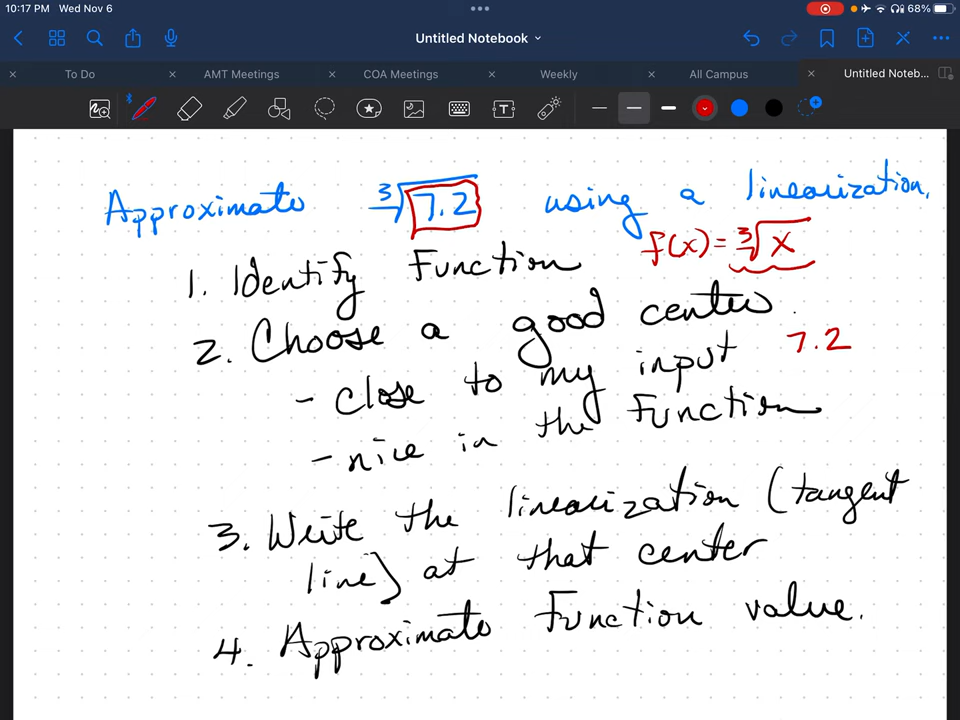 10:17 PM Wed Nov 6
68%
Untitled Notebook
To Do
AMT Meetings
COA Meetings
Weekly
All Campus
Untitled Noteb...
Approximate ∛7.2 using a linearization.
f(x) = ∛x
1. Identify Function
2. Choose a good center
7.2
- close to my input
- nice in the function
3. Write the linearization (tangent
line) at that center
4. Approximate Function value.